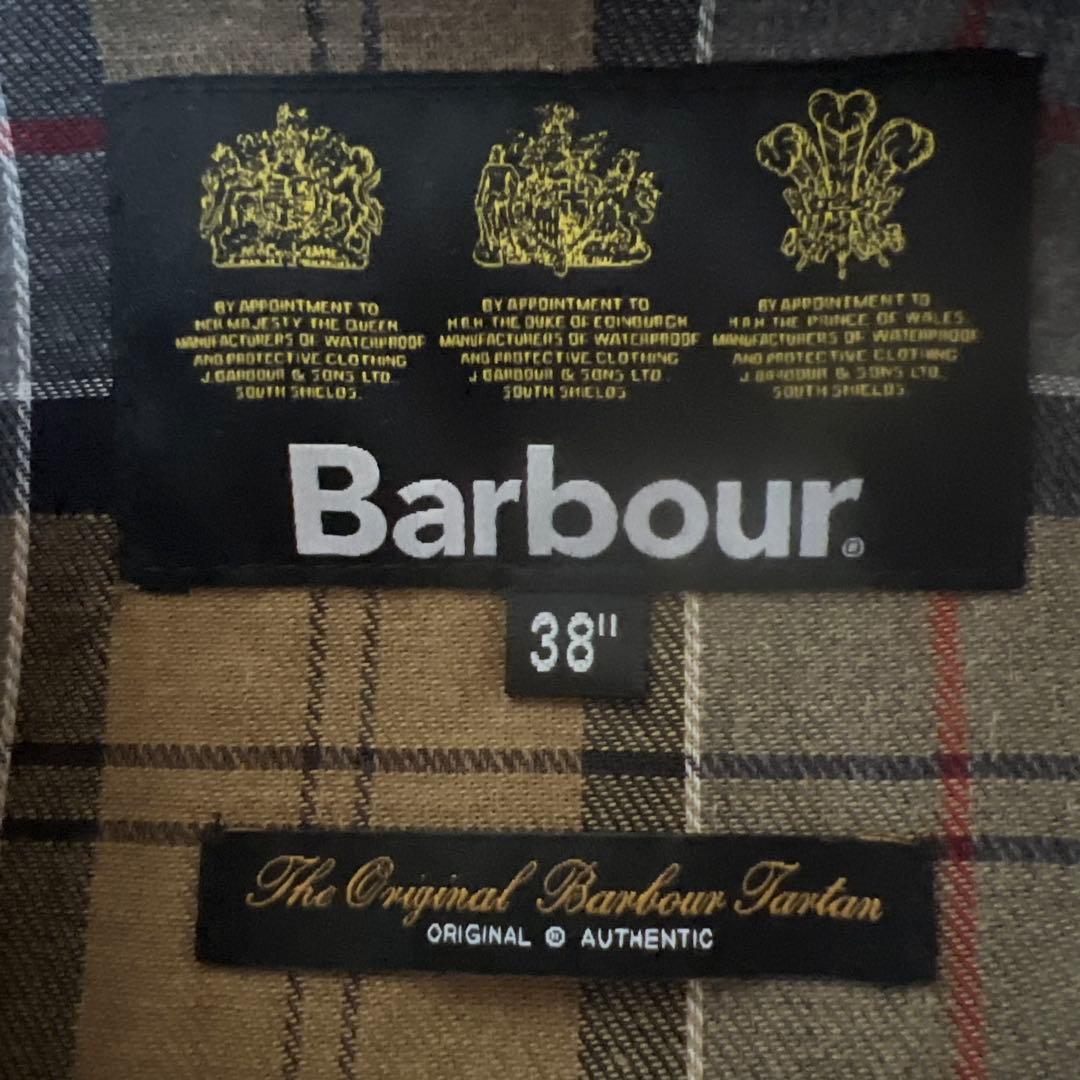 BY APPOINTMENT TO
HER MAJESTY THE QUEEN
MANUFACTURERS OF WATERPROOF
AND PROTECTIVE CLOTHING
J. BARBOUR & SONS LTD.
SOUTH SHIELDS.
BY APPOINTMENT TO
H.R.H. THE DUKE OF EDINBURGH
MANUFACTURERS OF WATERPROOF
AND PROTECTIVE CLOTHING
J. BARBOUR & SONS LTD.
SOUTH SHIELDS
BY APPOINTMENT TO
H.R.H. THE PRINCE OF WALES
MANUFACTURERS OF WATERPROOF
AND PROTECTIVE CLOTHING
J. BARBOUR & SONS LTD.
SOUTH SHIELDS.
Barbour®
38"
The Original Barbour Tartan
ORIGINAL ® AUTHENTIC